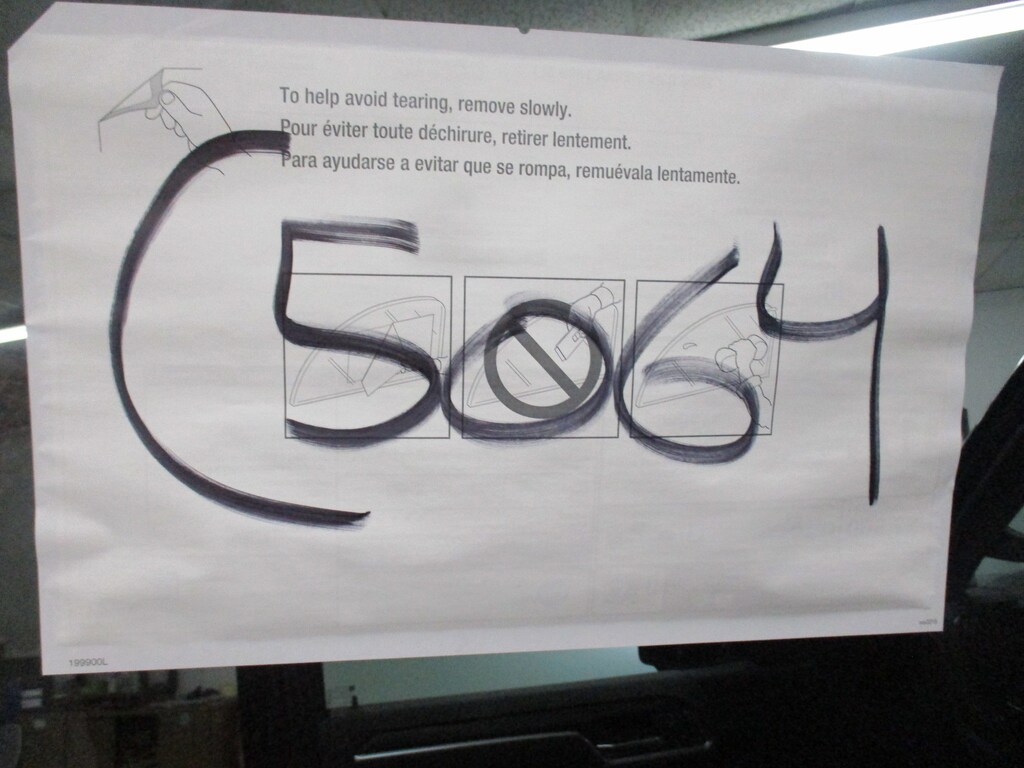 To help avoid tearing, remove slowly.
Pour éviter toute déchirure, retirer lentement.
Para ayudarse a evitar que se rompa, remuévala lentamente.
C5064
199900L